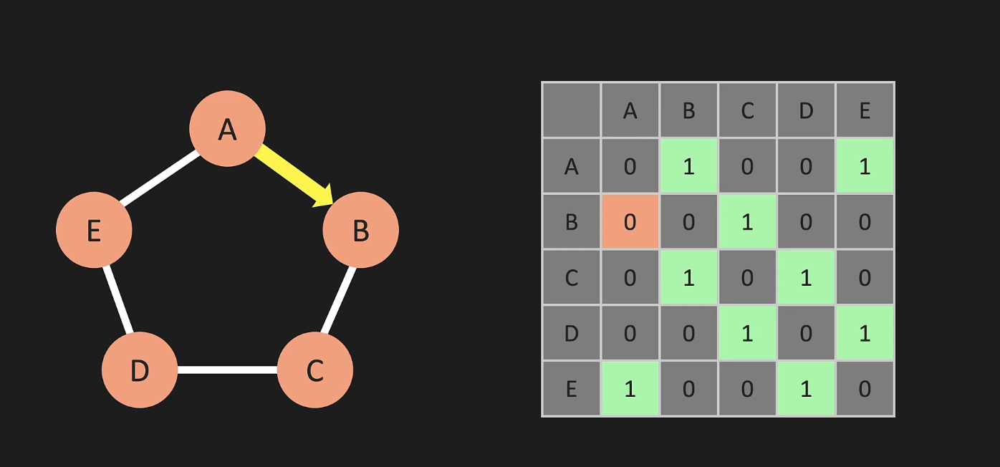 A
E
B
D
C
A B C D E
A 0 1 0 0 1
B 0 0 1 0 0
C 0 1 0 1 0
D 0 0 1 0 1
E 1 0 0 1 0